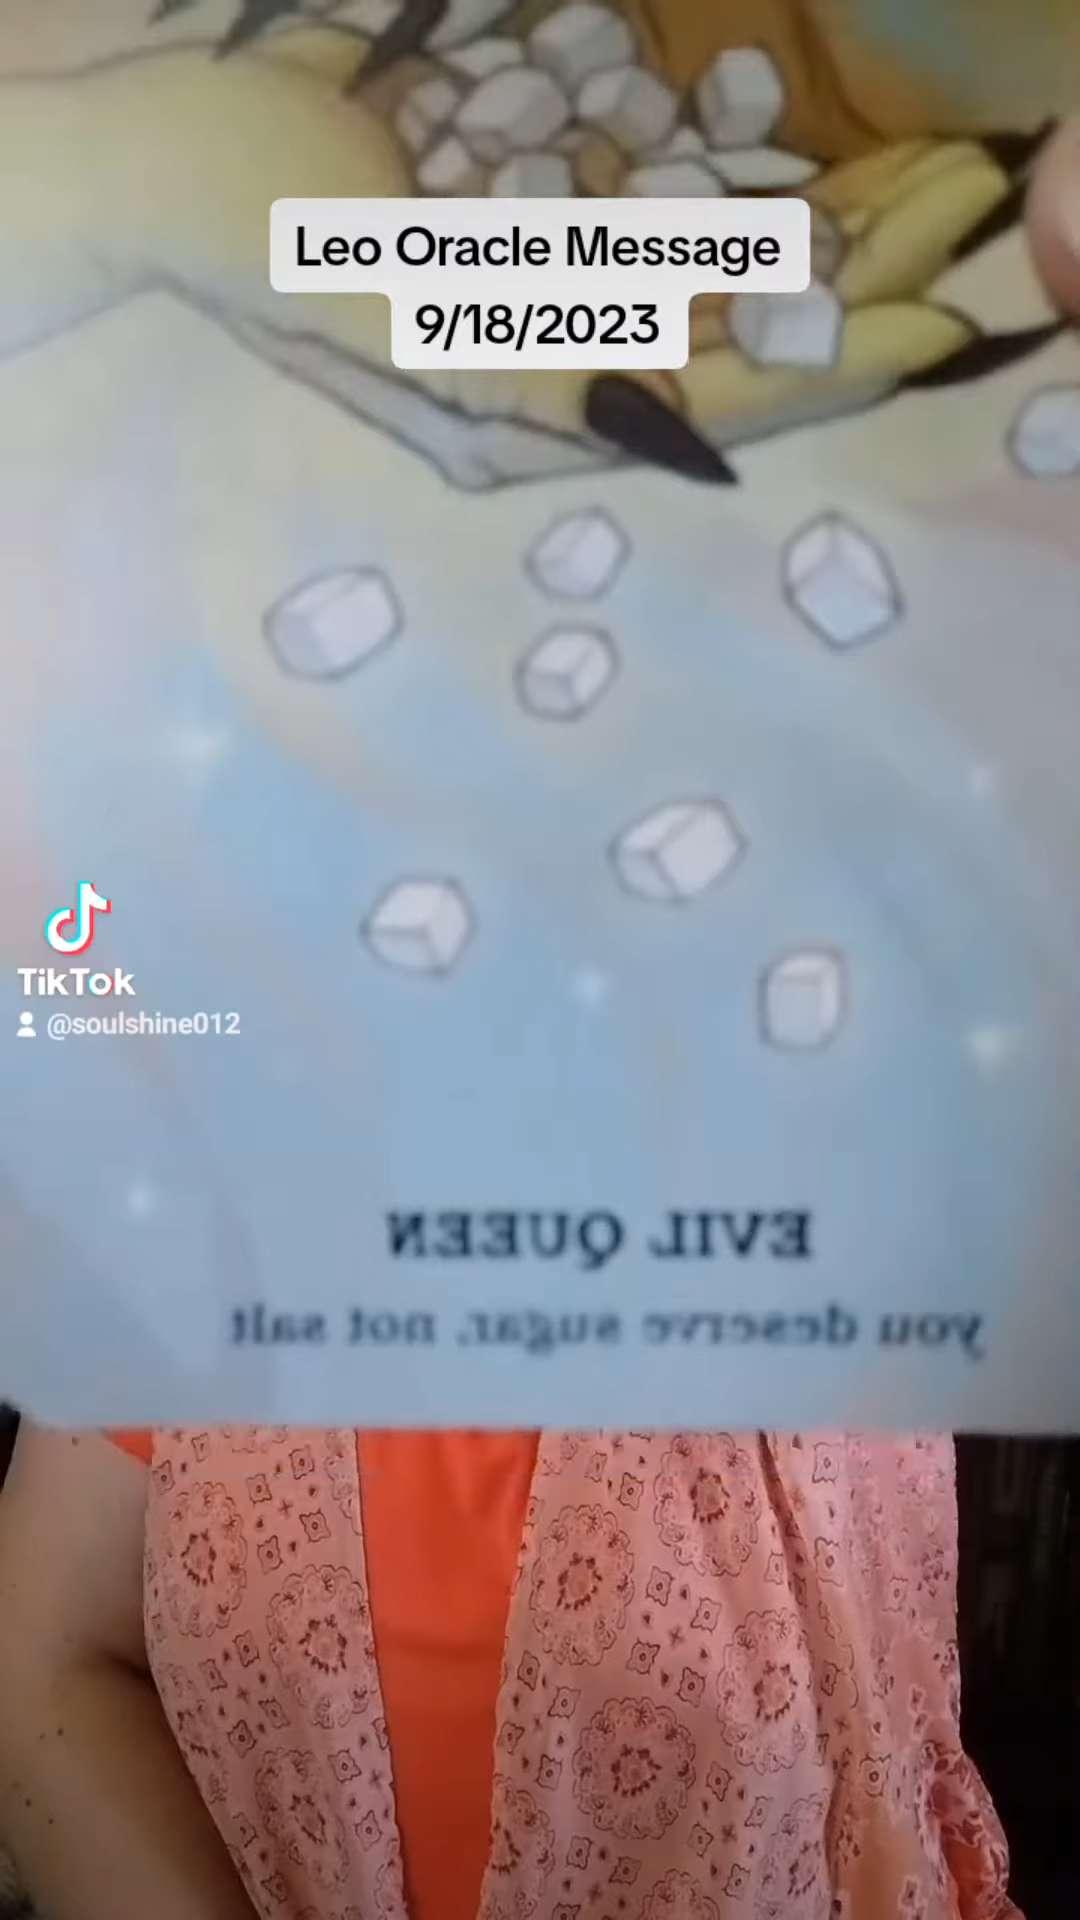 Leo Oracle Message
9/18/2023
TikTok
@soulshine012
EVIL QUEEN
you deserve sugar, not salt